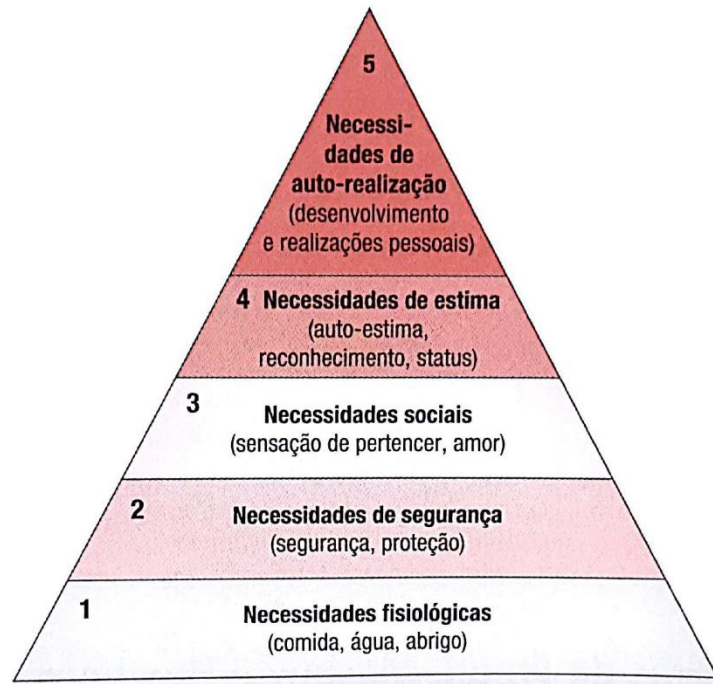 5
Necessi-
dades de
auto-realização
(desenvolvimento
e realizações pessoais)
4 Necessidades de estima
(auto-estima,
reconhecimento, status)
3
Necessidades sociais
(sensação de pertencer, amor)
2
Necessidades de segurança
(segurança, proteção)
1
Necessidades fisiológicas
(comida, água, abrigo)